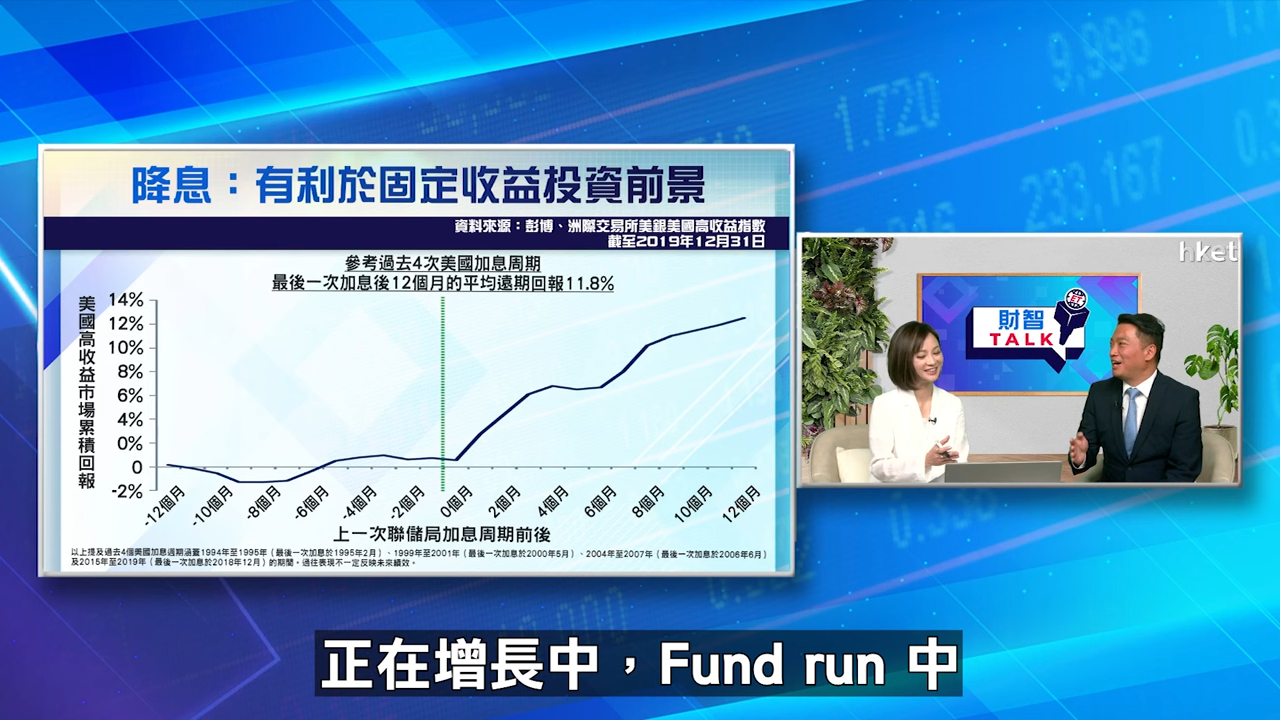 降息：有利於固定收益投資前景
資料來源：彭博、洲際交易所美銀美國高收益指數
截至2019年12月31日
參考過去4次美國加息周期
最後一次加息後12個月的平均遠期回報11.8%
美國高收益市場累積回報
14%
12%
10%
8%
6%
4%
0%
0
-2%
-12個月
-10個月
-8個月
-6個月
-4個月
-2個月
0個月
2個月
4個月
6個月
8個月
10個月
12個月
上一次聯儲局加息周期前後
以上提及過去4個美國加息週期涵蓋1994年至1995年（最後一次加息於1995年2月）、1999年至2001年（最後一次加息於2000年5月）、2004年至2007年（最後一次加息於2006年6月）
及2015年至2019年（最後一次加息於2018年12月）的期間。過往表現不一定反映未來績效。
hket
財智
TALK
正在增長中，Fund run 中
9,996
1.720
233,167